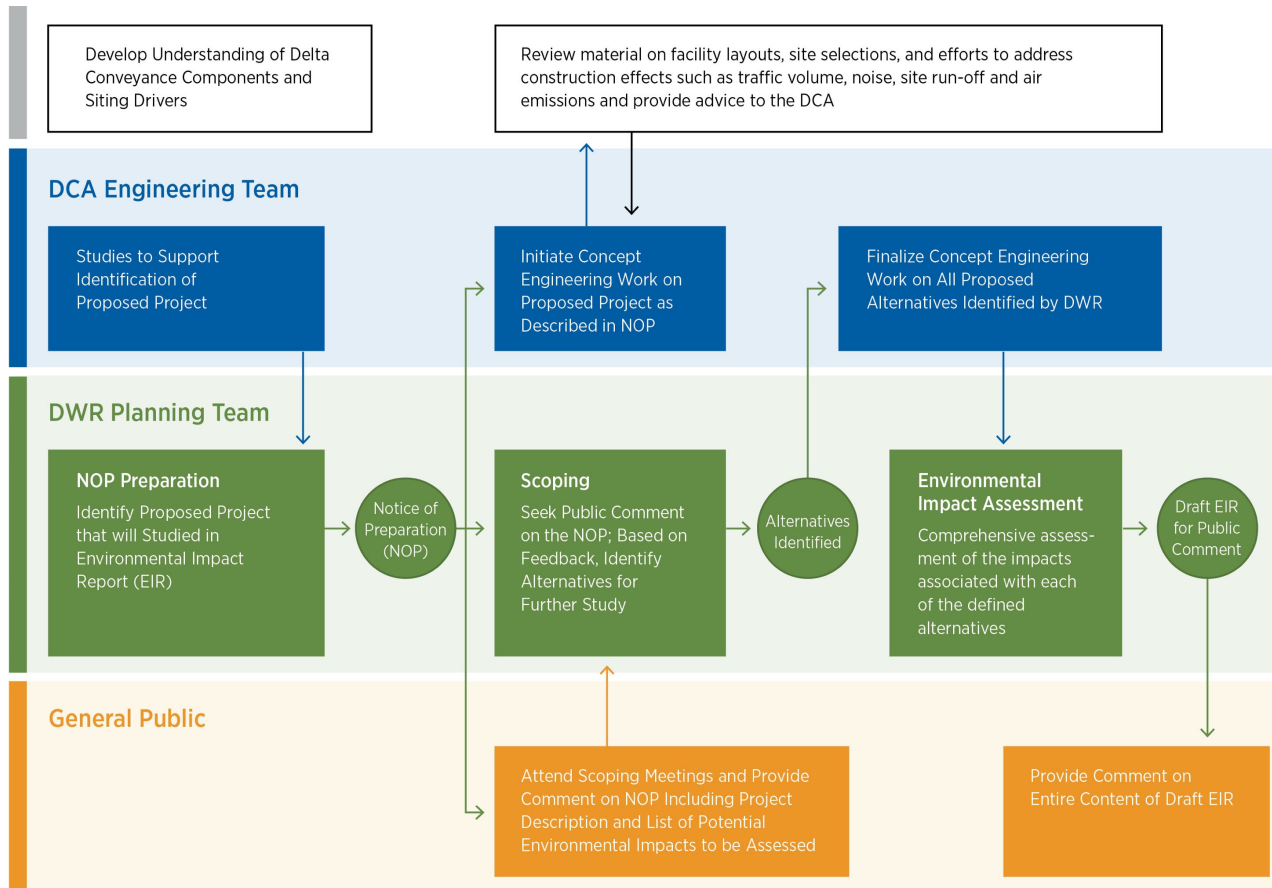 Develop Understanding of Delta
Conveyance Components and
Siting Drivers
Review material on facility layouts, site selections, and efforts to address
construction effects such as traffic volume, noise, site run-off and air
emissions and provide advice to the DCA
DCA Engineering Team
Studies to Support
Identification of
Proposed Project
Initiate Concept
Engineering Work on
Proposed Project as
Described in NOP
Finalize Concept Engineering
Work on All Proposed
Alternatives Identified by DWR
DWR Planning Team
NOP Preparation
Identify Proposed Project
that will Studied in
Environmental Impact
Report (EIR)
Notice of
Preparation
(NOP)
Scoping
Seek Public Comment
on the NOP; Based on
Feedback, Identify
Alternatives for
Further Study
Alternatives
Identified
Environmental
Impact Assessment
Comprehensive assess-
ment of the impacts
associated with each
of the defined
alternatives
Draft EIR
for Public
Comment
General Public
Attend Scoping Meetings and Provide
Comment on NOP Including Project
Description and List of Potential
Environmental Impacts to be Assessed
Provide Comment on
Entire Content of Draft EIR